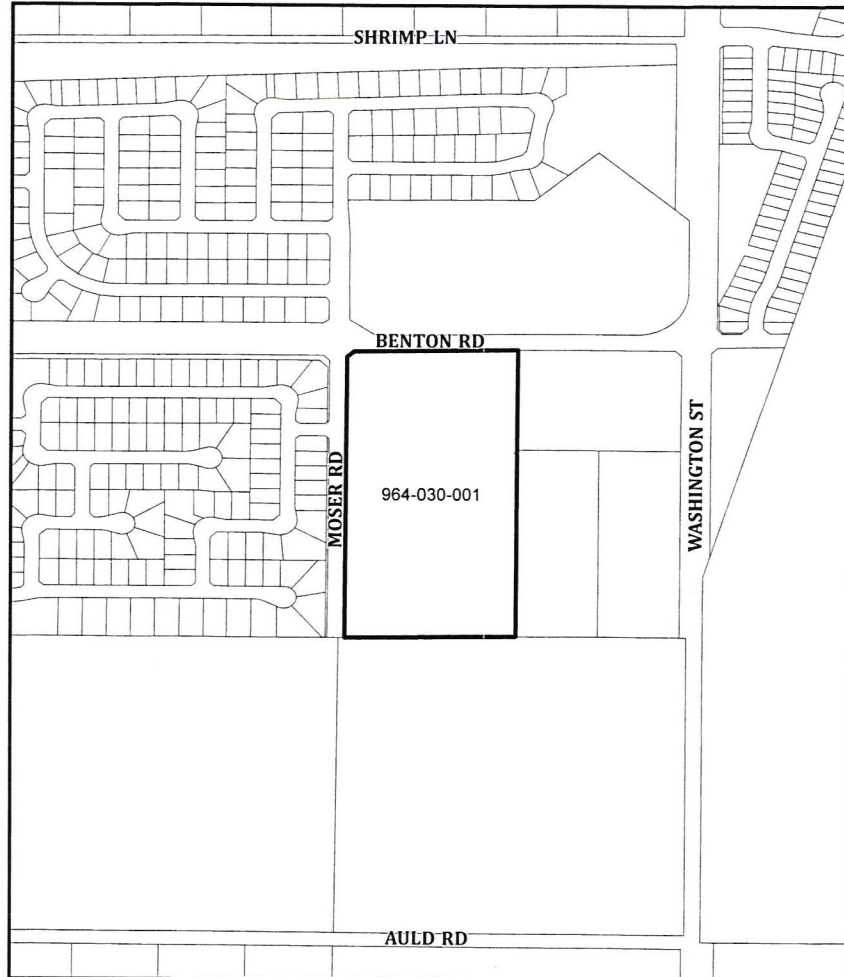 SHRIMP LN
BENTON RD
MOSER RD
964-030-001
WASHINGTON ST
AULD RD